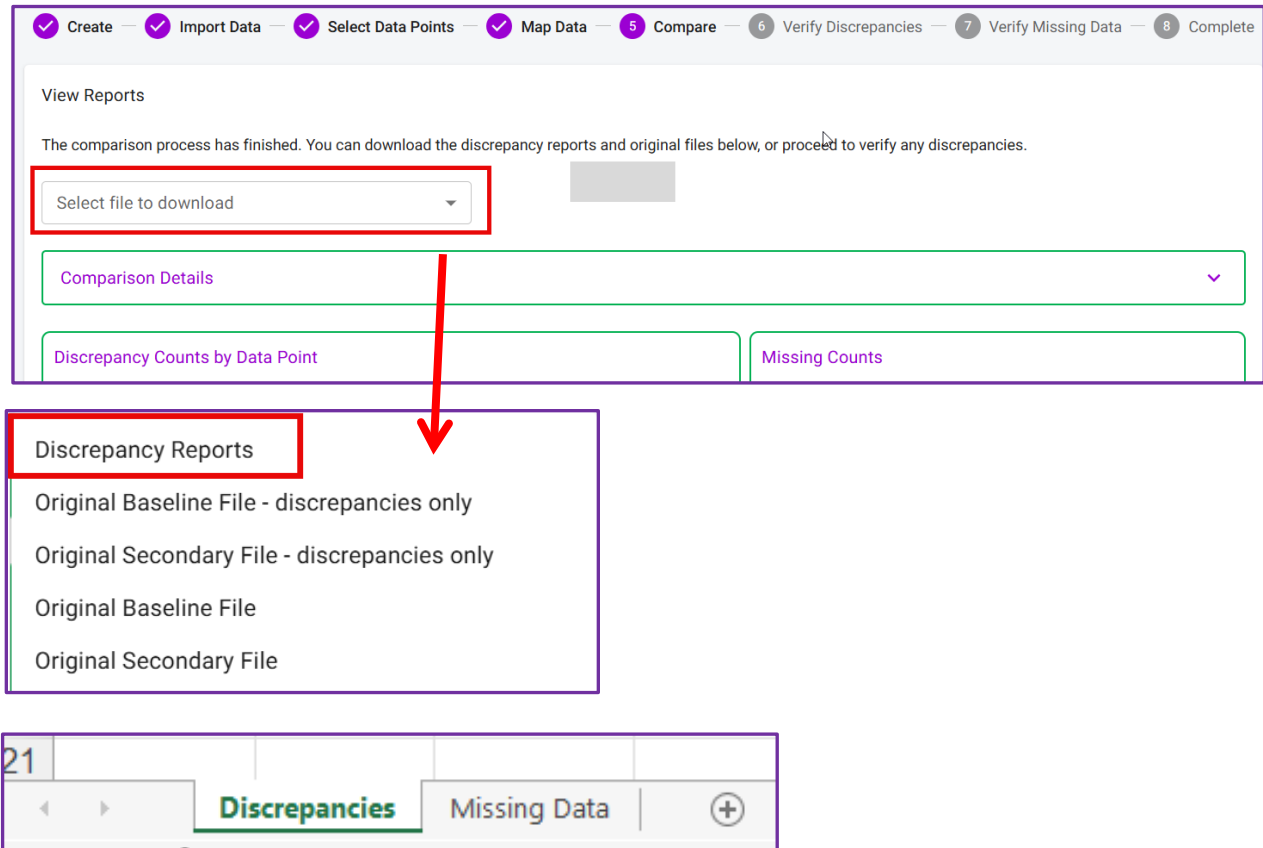 Create Import Data Select Data Points Map Data 5 Compare 6 Verify Discrepancies 7 Verify Missing Data 8 Complete
View Reports
The comparison process has finished. You can download the discrepancy reports and original files below, or proceed to verify any discrepancies.
Select file to download
Comparison Details
Discrepancy Counts by Data Point
Missing Counts
Discrepancy Reports
Original Baseline File - discrepancies only
Original Secondary File - discrepancies only
Original Baseline File
Original Secondary File
21
Discrepancies Missing Data